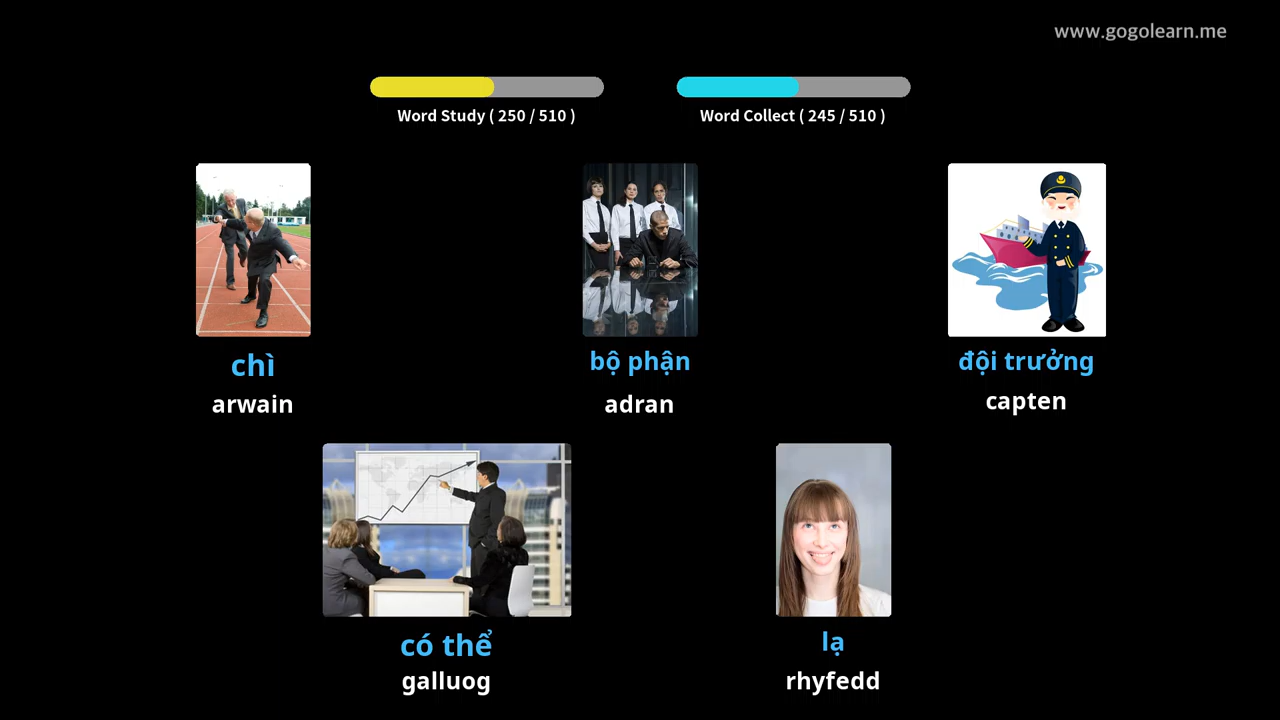 www.gogolearn.me
Word Study ( 250 / 510 )
Word Collect ( 245 / 510 )
chì
arwain
bộ phận
adran
đội trưởng
capten
có thể
galluog
lạ
rhyfedd